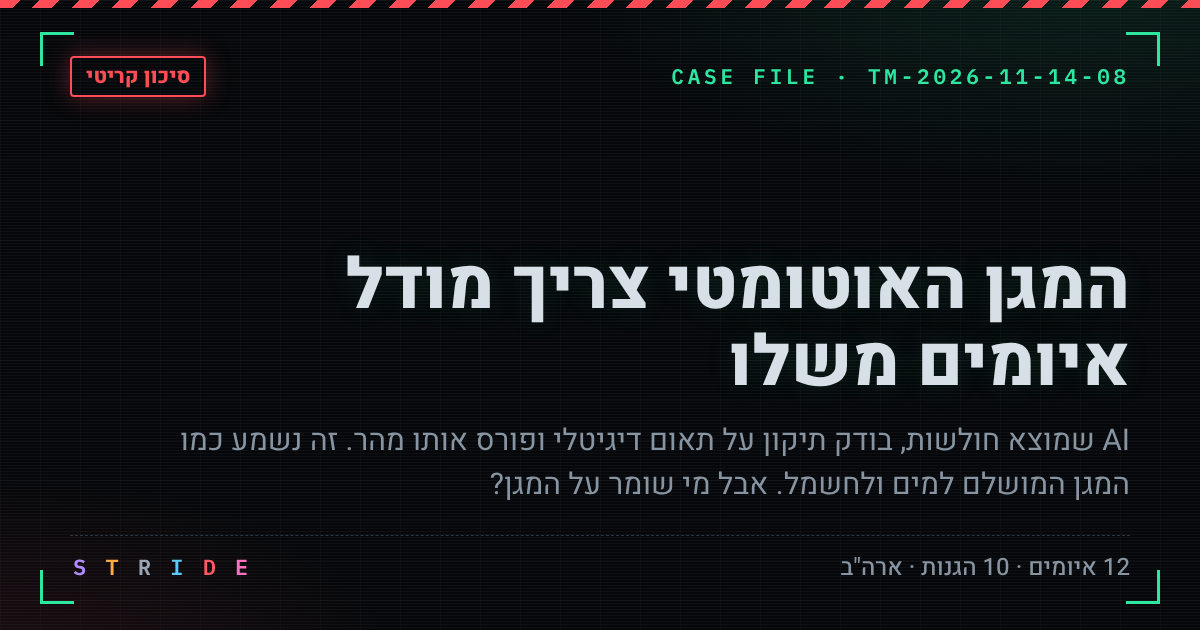 סיכון קריטי
CASE FILE · TM-2026-11-14-08
המגן האוטומטי צריך מודל
איומים משלו
AI שמוצא חולשות, בודק תיקון על תאום דיגיטלי ופורס אותו מהר. זה נשמע כמו
המגן המושלם למים ולחשמל. אבל מי שומר על המגן?
12 איומים · 10 הגנות · ארה"ב
S T R I D E